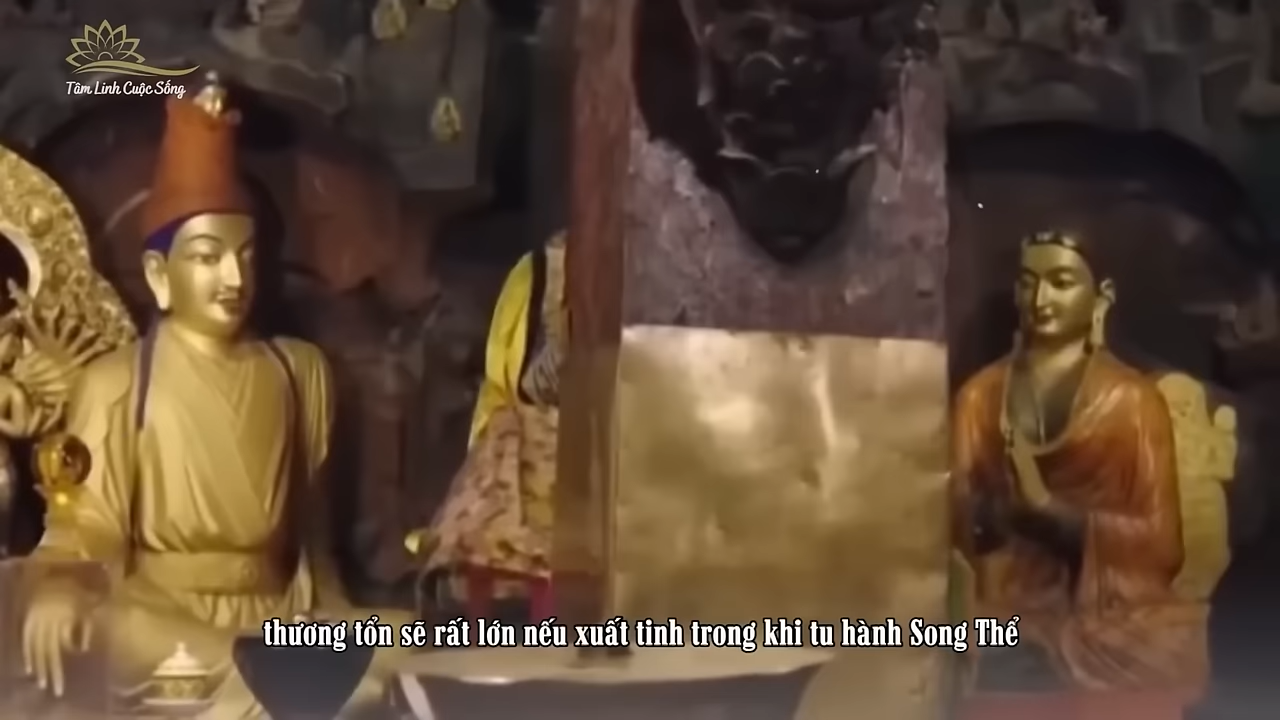 Tâm Linh Cuộc Sống
thương tổn sẽ rất lớn nếu xuất tinh trong khi tu hành Song Thể